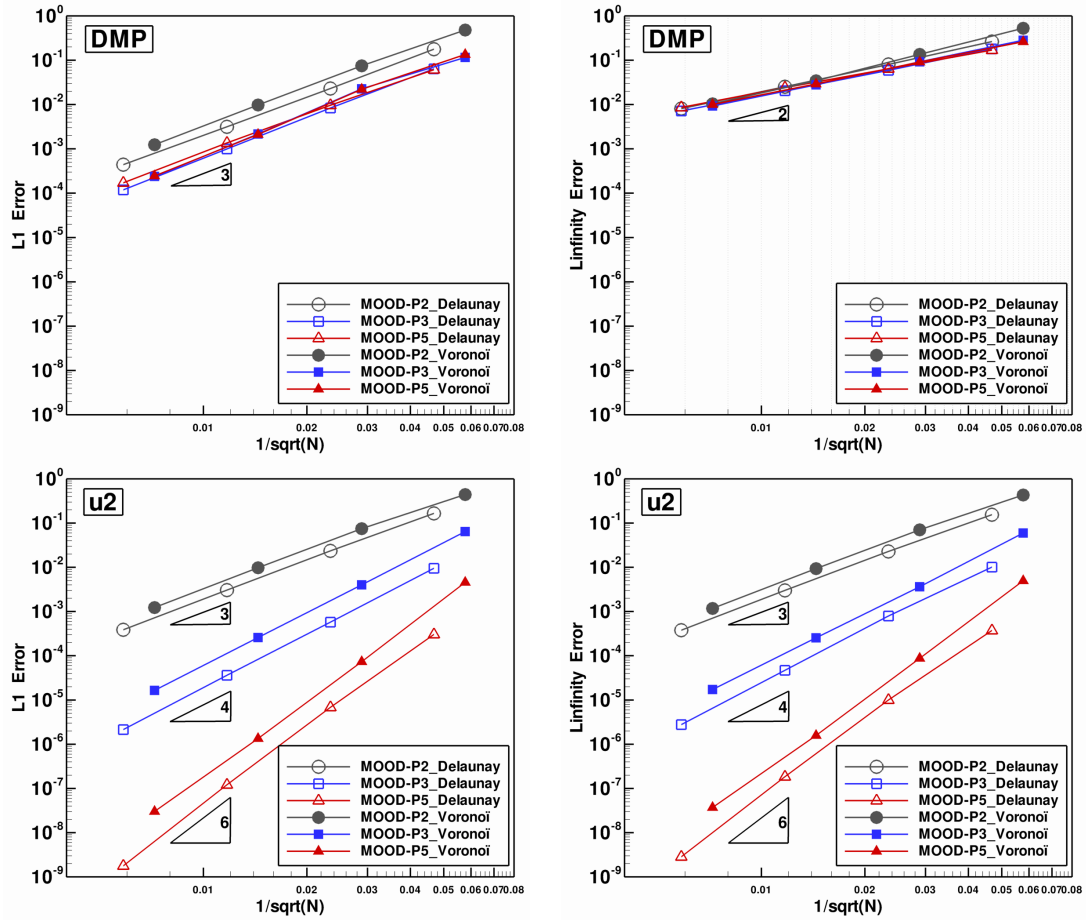 DMP
L1 Error
10^0
10^-1
10^-2
10^-3
10^-4
10^-5
10^-6
10^-7
10^-8
10^-9
3
MOOD-P2_Delaunay
MOOD-P3_Delaunay
MOOD-P5_Delaunay
MOOD-P2_Voronoï
MOOD-P3_Voronoï
MOOD-P5_Voronoï
0.01 0.02 0.03 0.04 0.05 0.06 0.07 0.08
1/sqrt(N)
DMP
Linfinity Error
10^0
10^-1
10^-2
10^-3
10^-4
10^-5
10^-6
10^-7
10^-8
10^-9
2
MOOD-P2_Delaunay
MOOD-P3_Delaunay
MOOD-P5_Delaunay
MOOD-P2_Voronoï
MOOD-P3_Voronoï
MOOD-P5_Voronoï
0.01 0.02 0.03 0.04 0.05 0.06 0.07 0.08
1/sqrt(N)
u2
L1 Error
10^0
10^-1
10^-2
10^-3
10^-4
10^-5
10^-6
10^-7
10^-8
10^-9
3
4
6
MOOD-P2_Delaunay
MOOD-P3_Delaunay
MOOD-P5_Delaunay
MOOD-P2_Voronoï
MOOD-P3_Voronoï
MOOD-P5_Voronoï
0.01 0.02 0.03 0.04 0.05 0.06 0.07 0.08
1/sqrt(N)
u2
Linfinity Error
10^0
10^-1
10^-2
10^-3
10^-4
10^-5
10^-6
10^-7
10^-8
10^-9
3
4
6
MOOD-P2_Delaunay
MOOD-P3_Delaunay
MOOD-P5_Delaunay
MOOD-P2_Voronoï
MOOD-P3_Voronoï
MOOD-P5_Voronoï
0.01 0.02 0.03 0.04 0.05 0.06 0.07 0.08
1/sqrt(N)